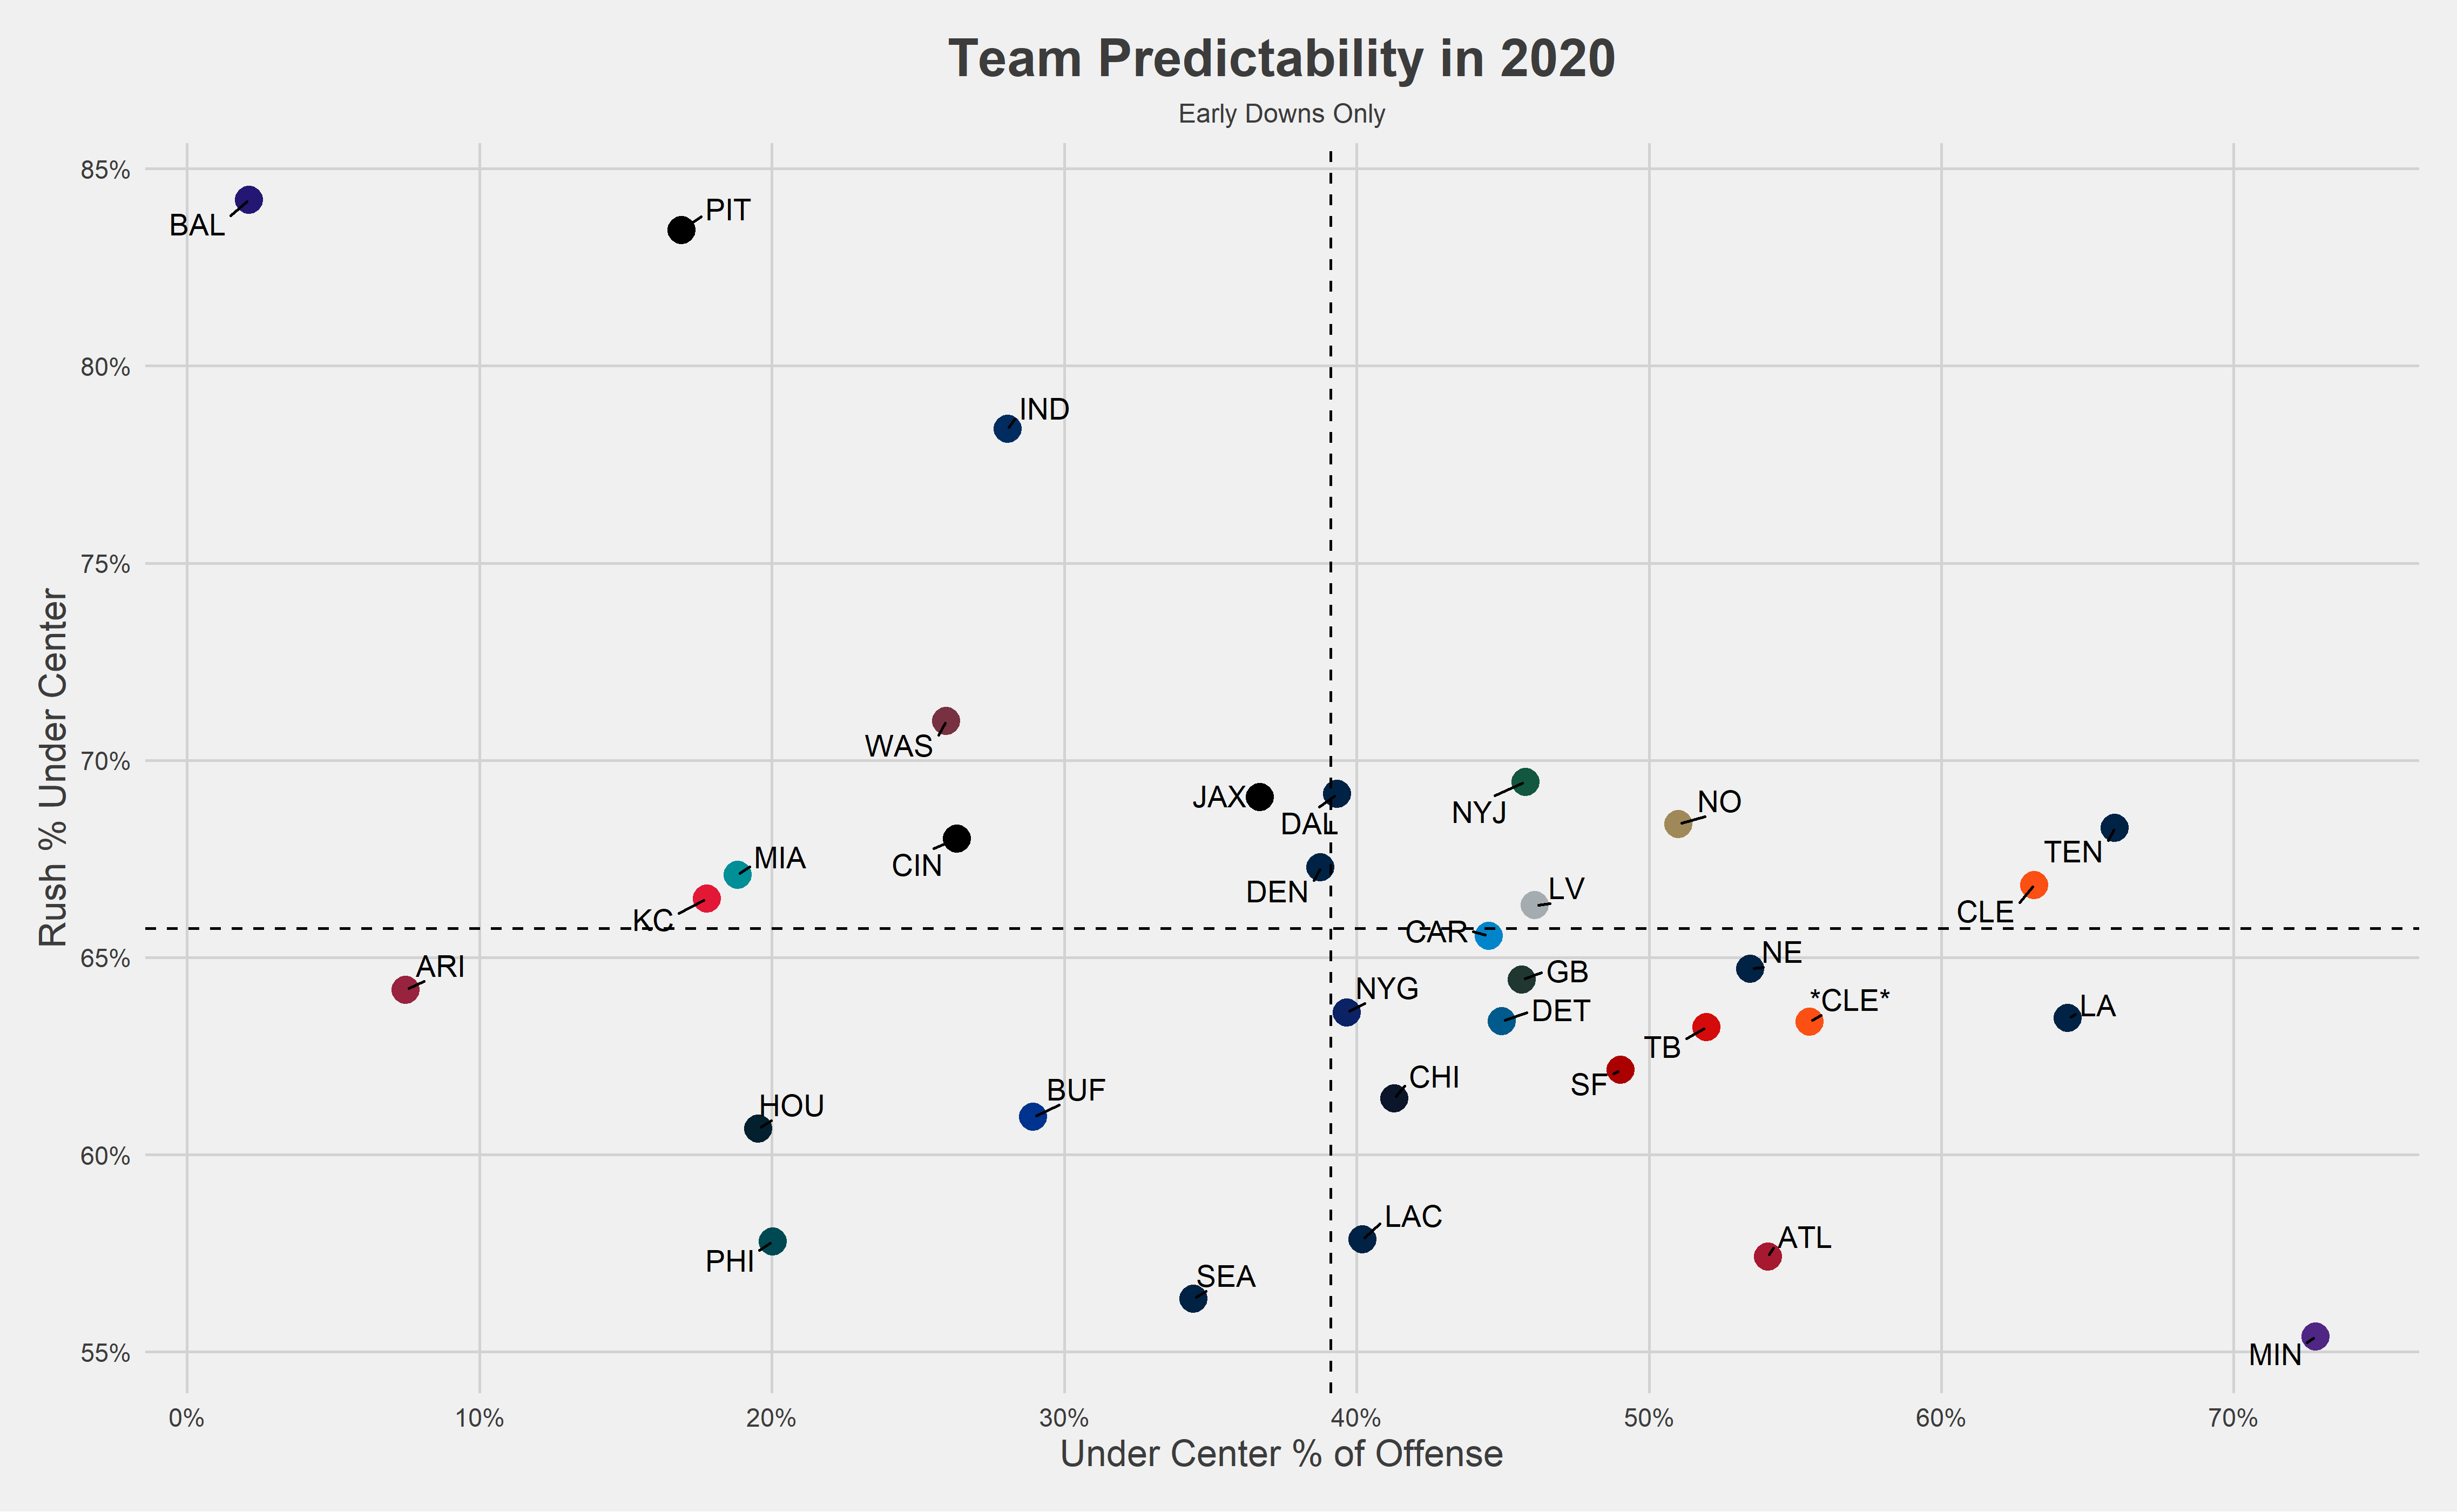 Team Predictability in 2020
Early Downs Only
Rush % Under Center
85%
80%
75%
70%
65%
60%
55%
BAL
PIT
IND
WAS
JAX
DAL
NYJ
NO
TEN
CIN
MIA
DEN
LV
CLE
KC
CAR
NE
ARI
GB
NYG
*CLE*
LA
DET
TB
CHI
SF
BUF
HOU
LAC
ATL
PHI
SEA
MIN
0%
10%
20%
30%
40%
50%
60%
70%
Under Center % of Offense